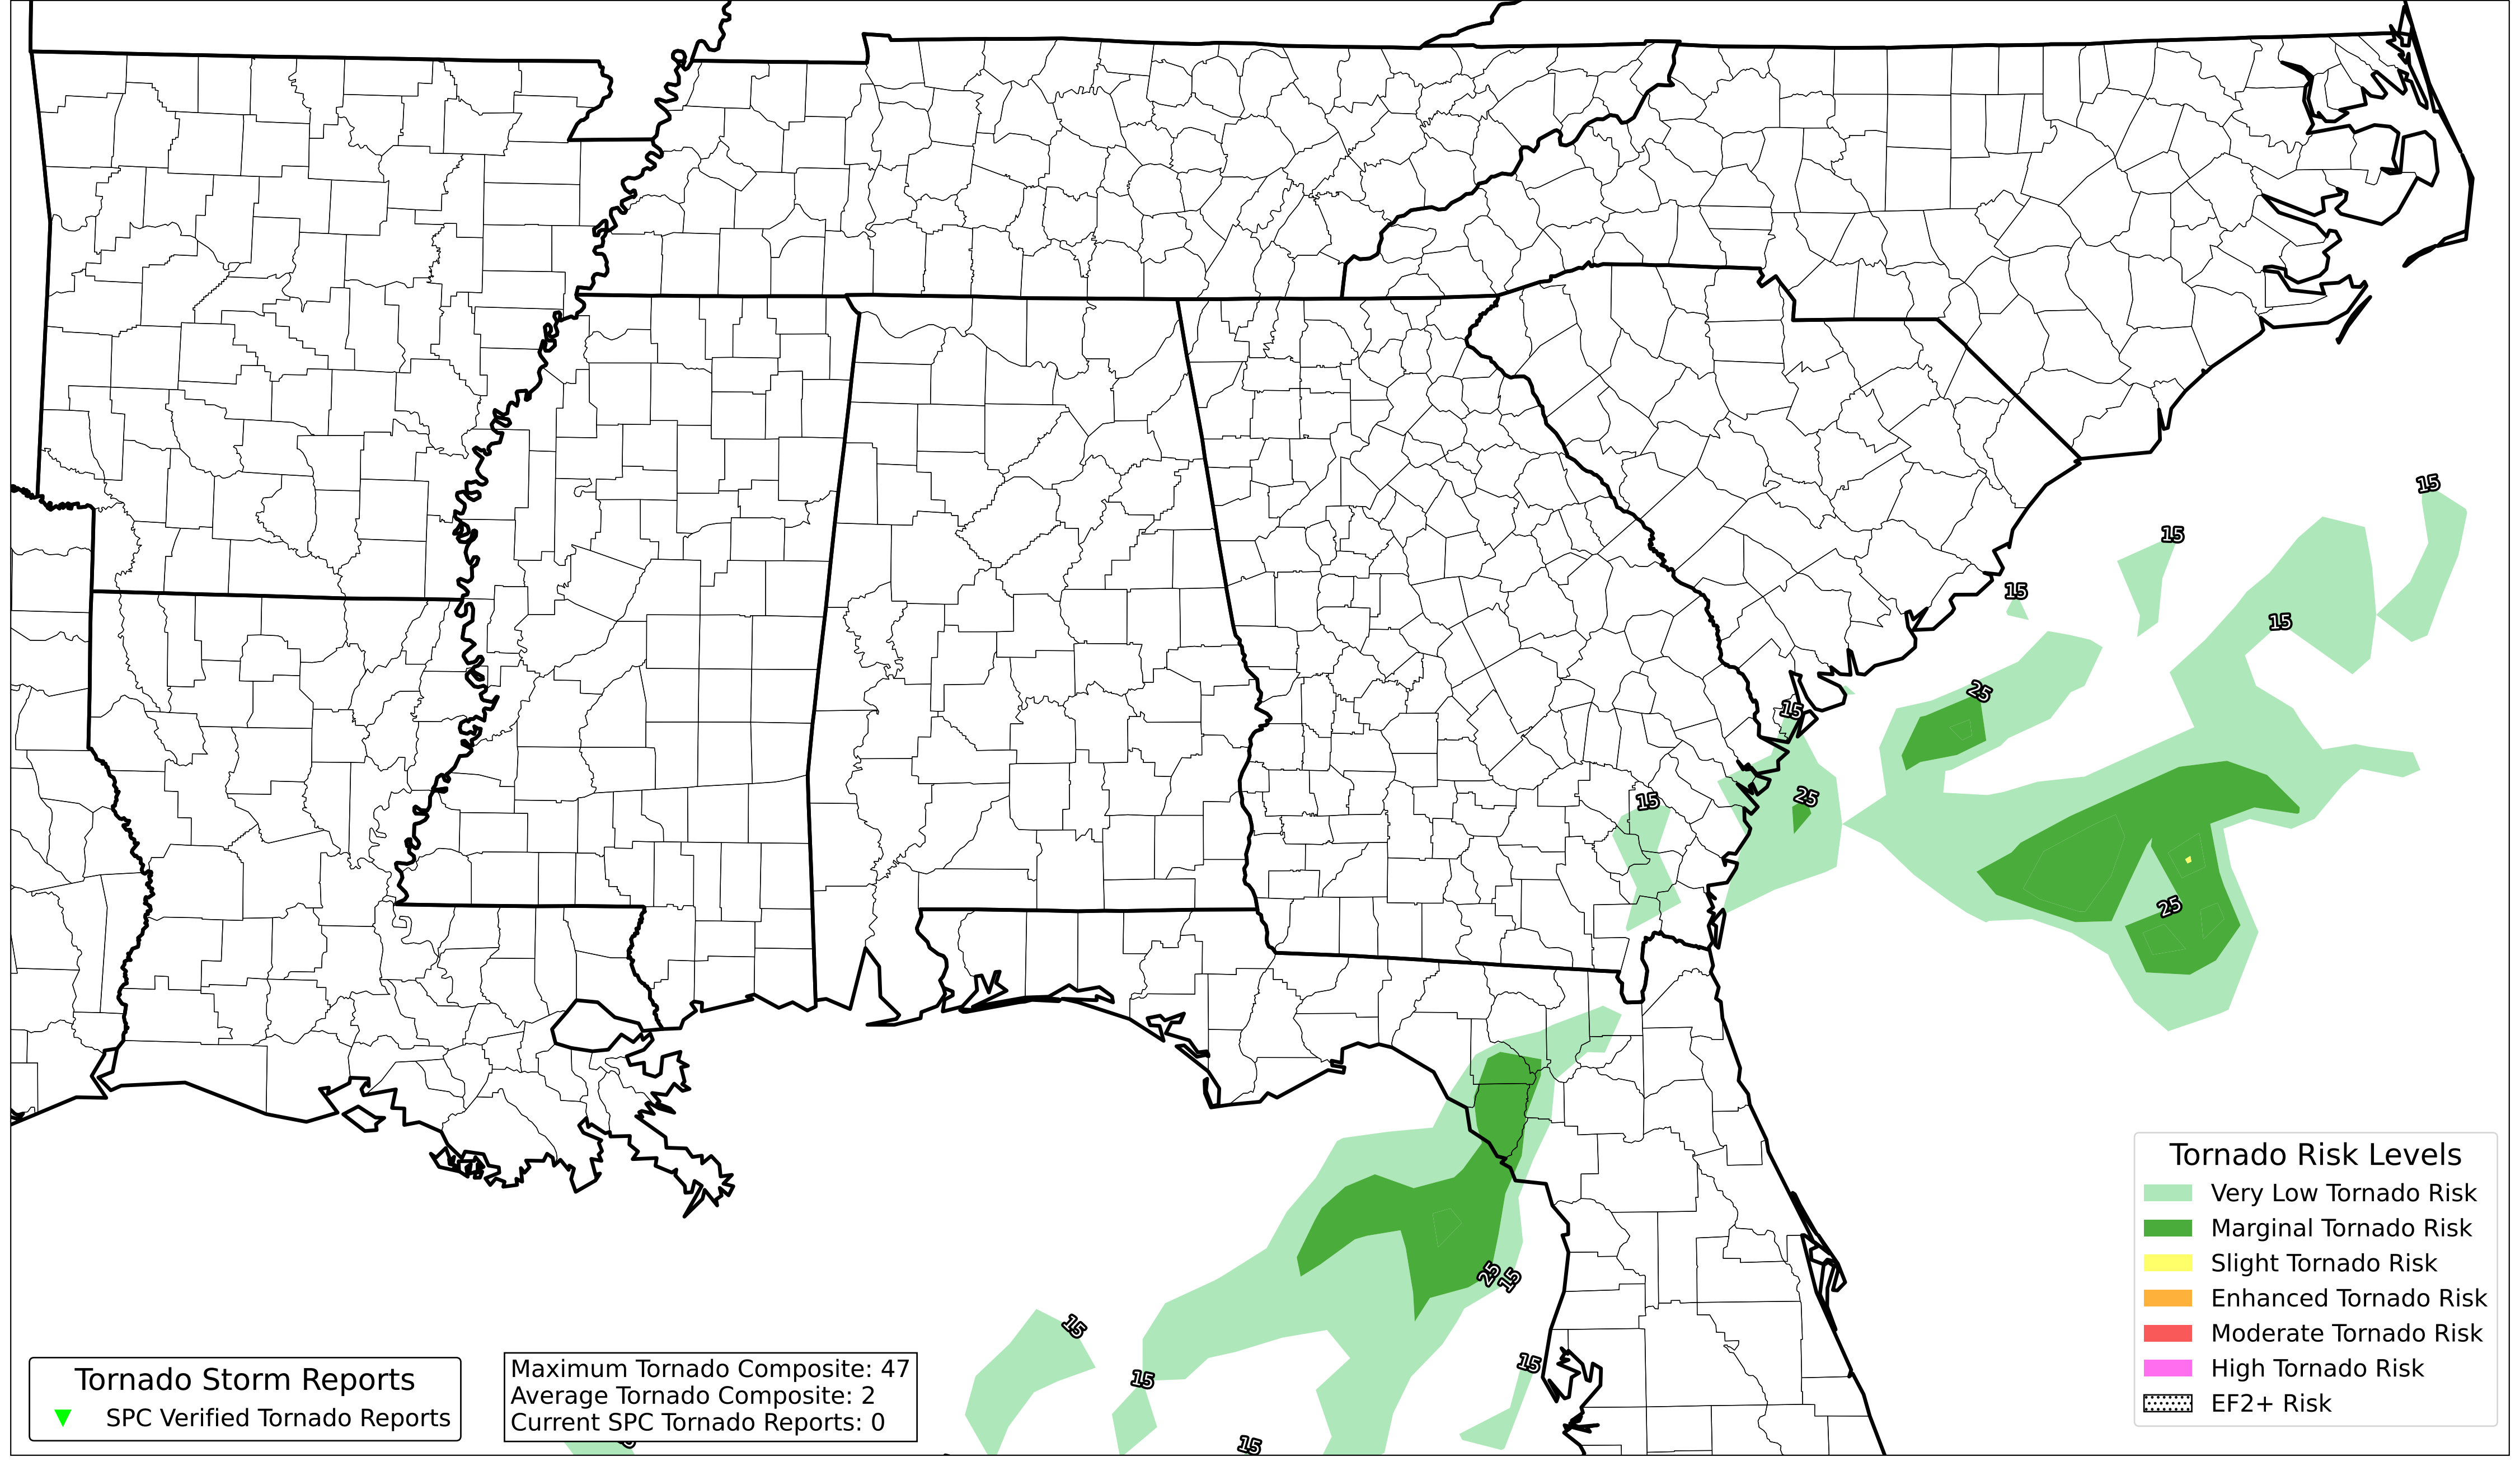 15
15
15
15
25
15
15
25
25
25
15
15
15
15
15
Tornado Risk Levels
Very Low Tornado Risk
Marginal Tornado Risk
Slight Tornado Risk
Enhanced Tornado Risk
Moderate Tornado Risk
High Tornado Risk
EF2+ Risk
Tornado Storm Reports
SPC Verified Tornado Reports
Maximum Tornado Composite: 47
Average Tornado Composite: 2
Current SPC Tornado Reports: 0